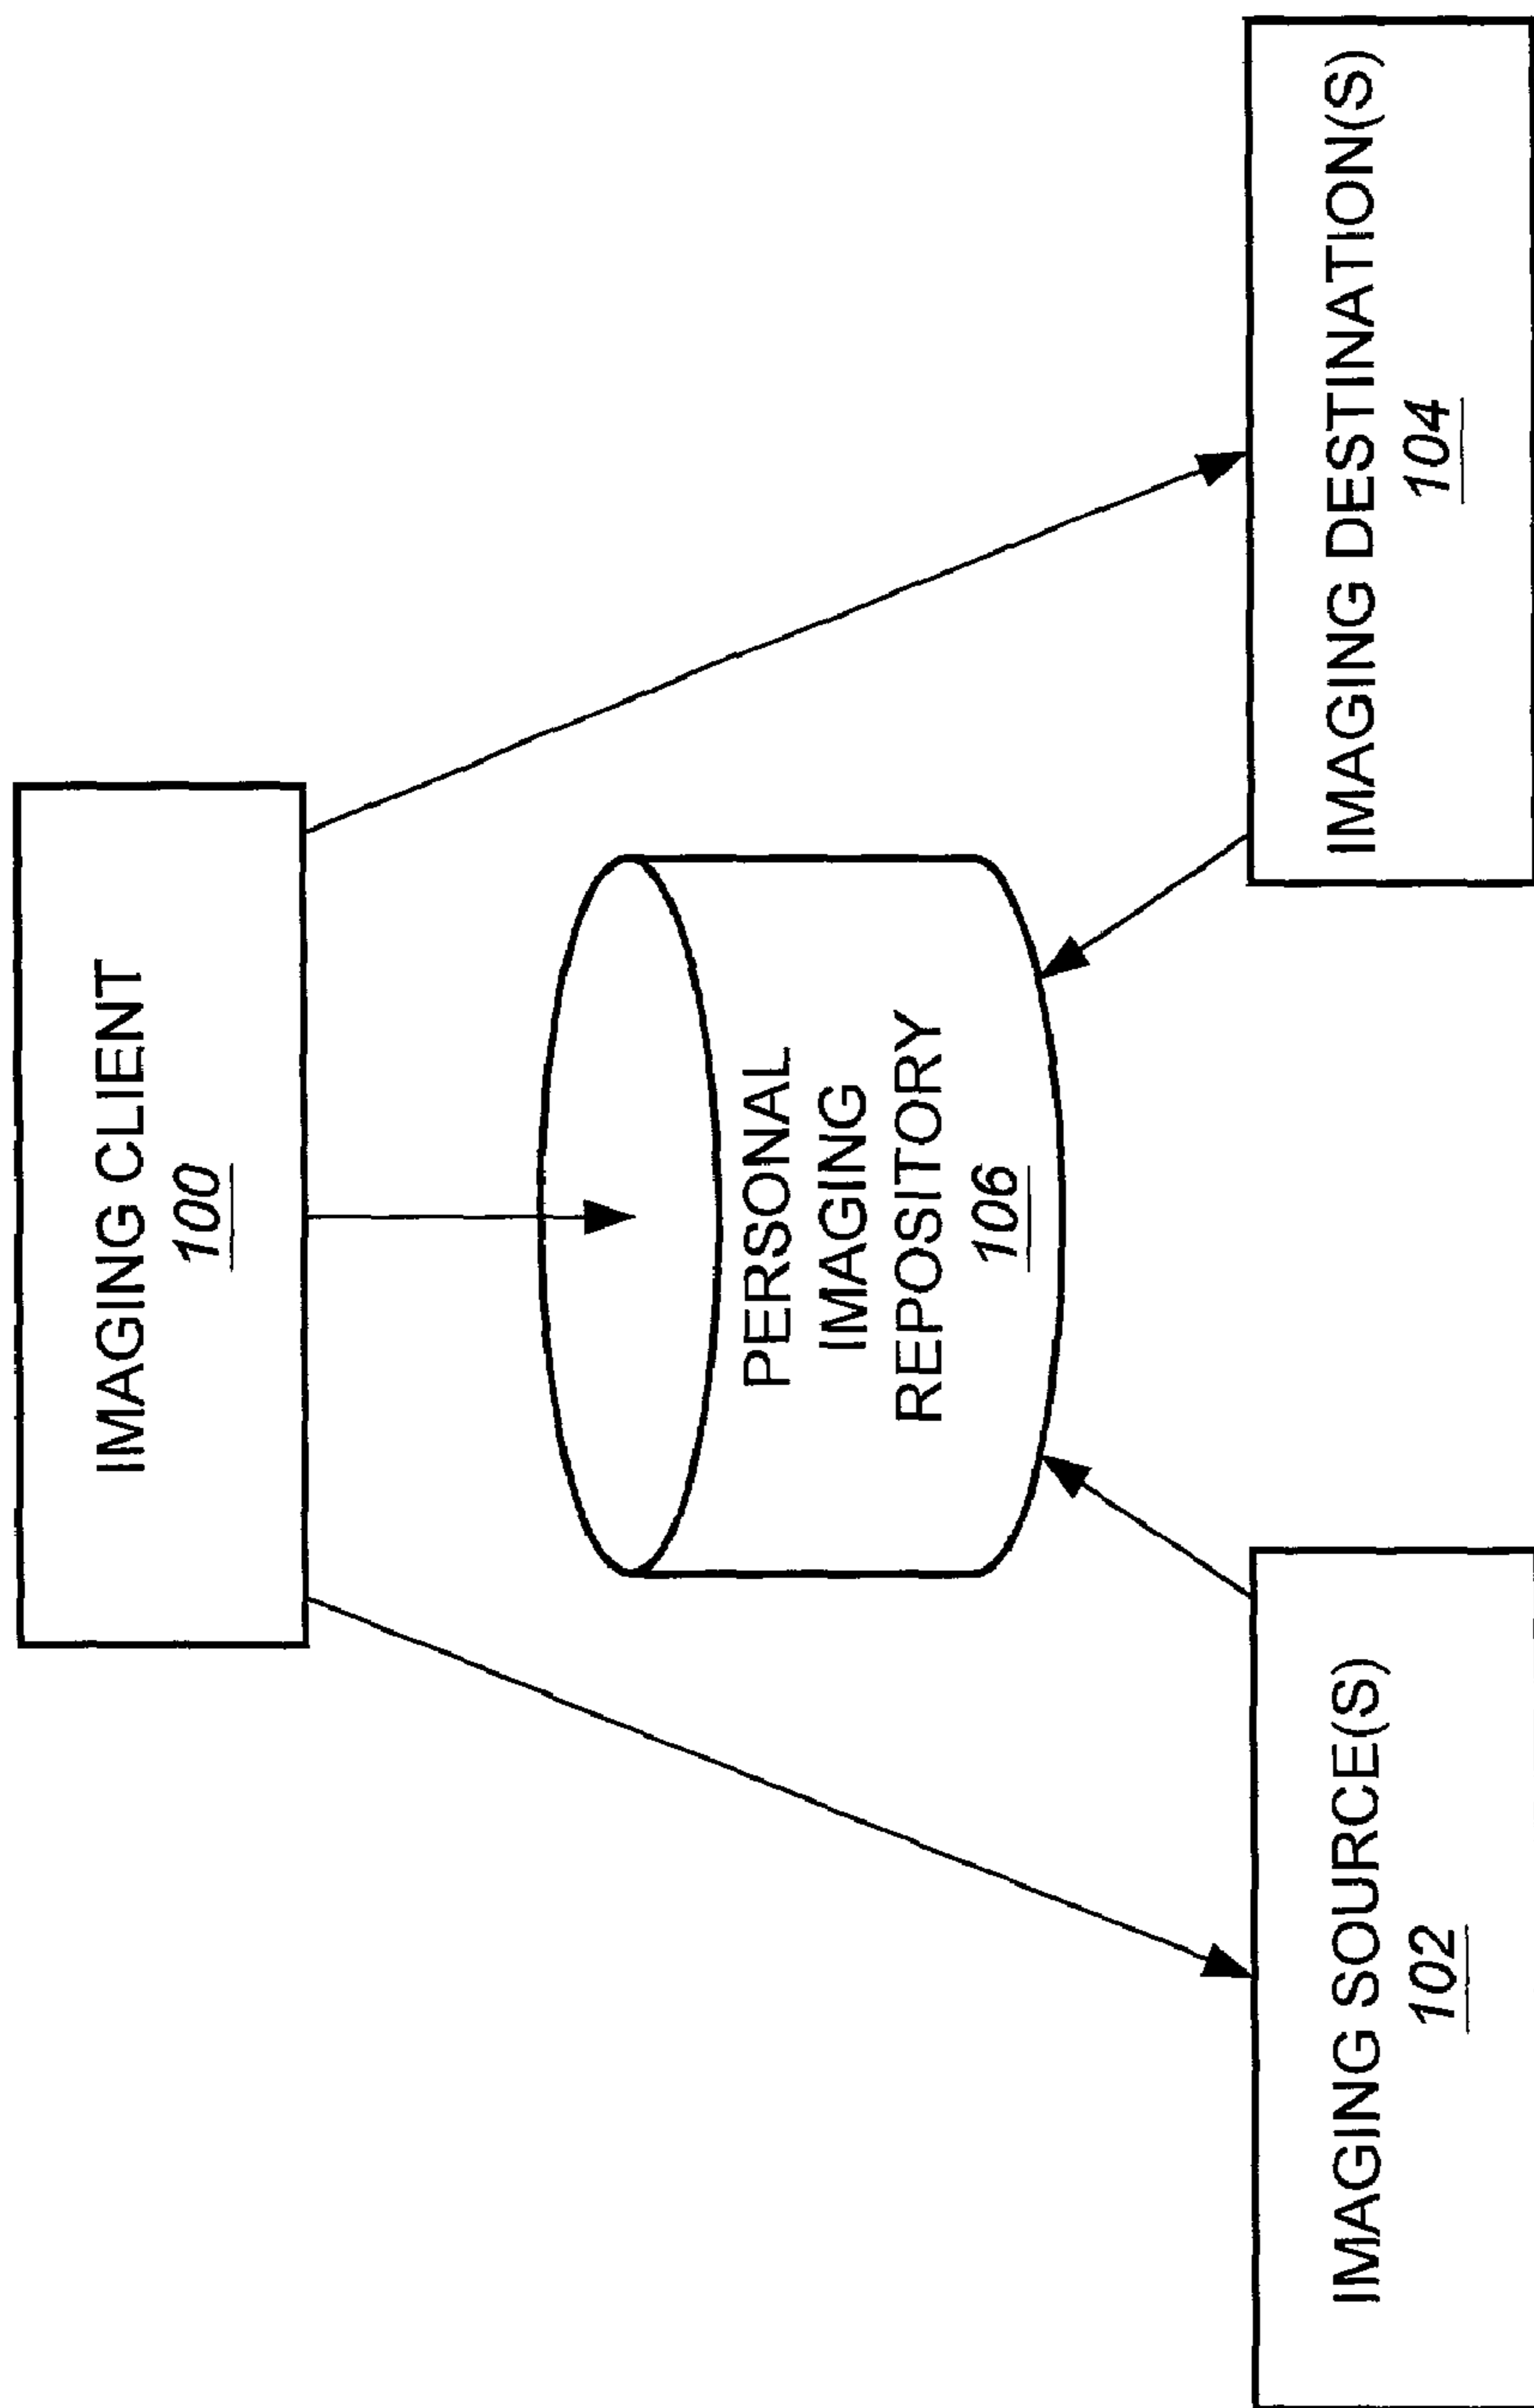 IMAGING CLIENT
100
PERSONAL
IMAGING
REPOSITORY
106
IMAGING SOURCE(S)
102
IMAGING DESTINATION(S)
104